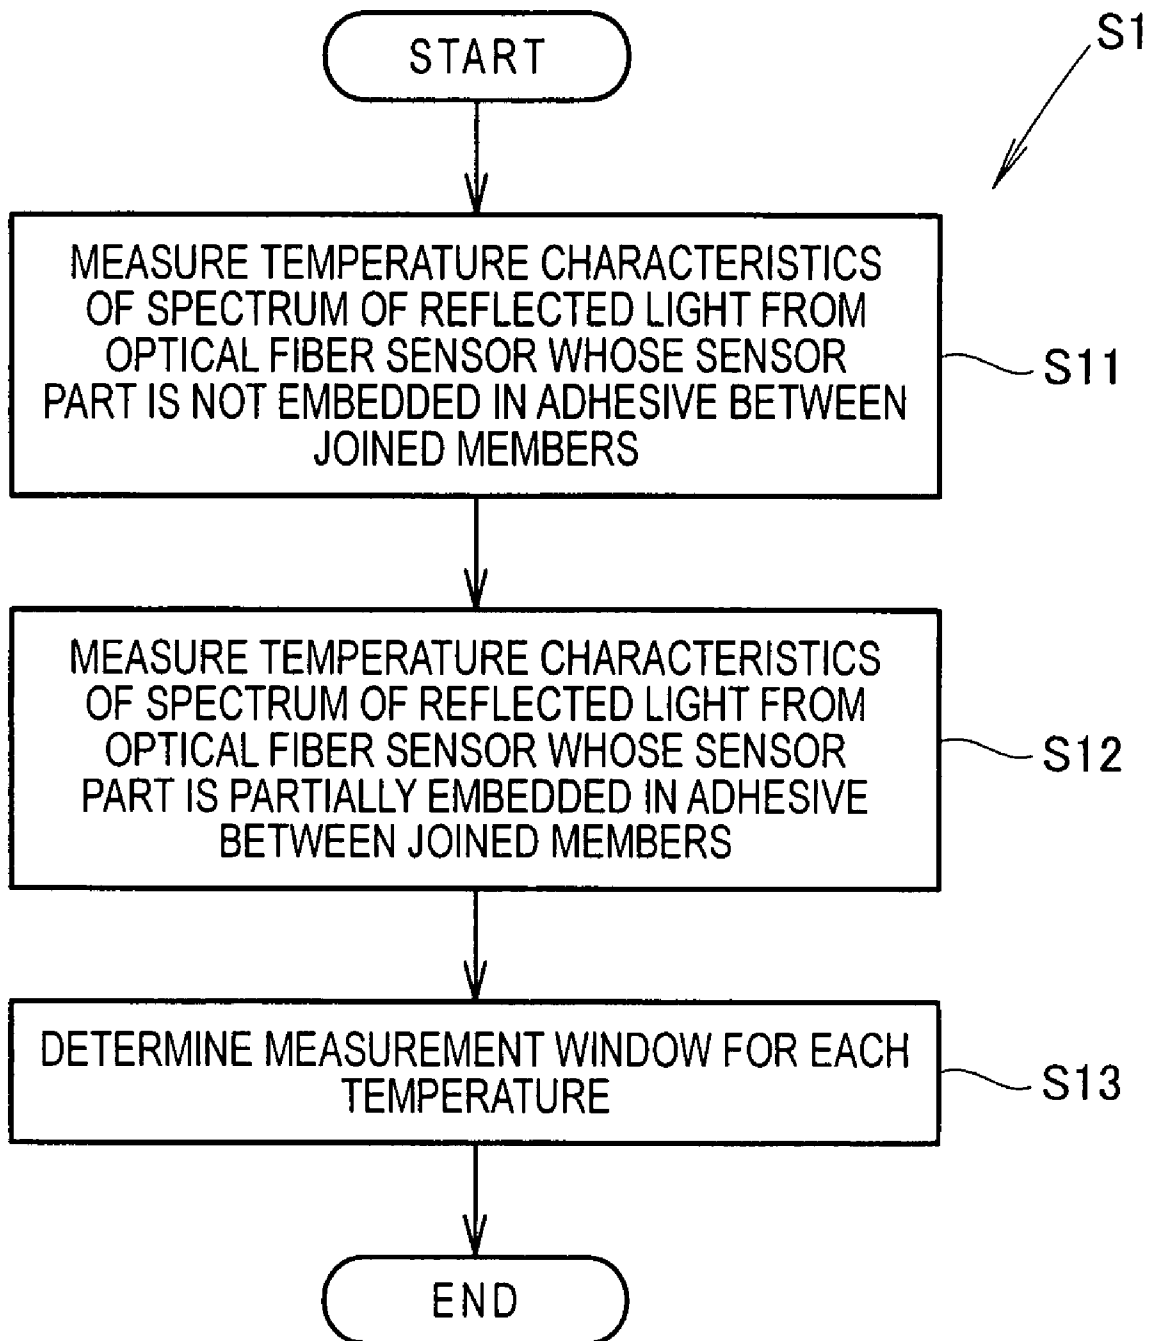 START
S1
MEASURE TEMPERATURE CHARACTERISTICS
OF SPECTRUM OF REFLECTED LIGHT FROM
OPTICAL FIBER SENSOR WHOSE SENSOR
PART IS NOT EMBEDDED IN ADHESIVE BETWEEN
JOINED MEMBERS
S11
MEASURE TEMPERATURE CHARACTERISTICS
OF SPECTRUM OF REFLECTED LIGHT FROM
OPTICAL FIBER SENSOR WHOSE SENSOR
PART IS PARTIALLY EMBEDDED IN ADHESIVE
BETWEEN JOINED MEMBERS
S12
DETERMINE MEASUREMENT WINDOW FOR EACH
TEMPERATURE
S13
END